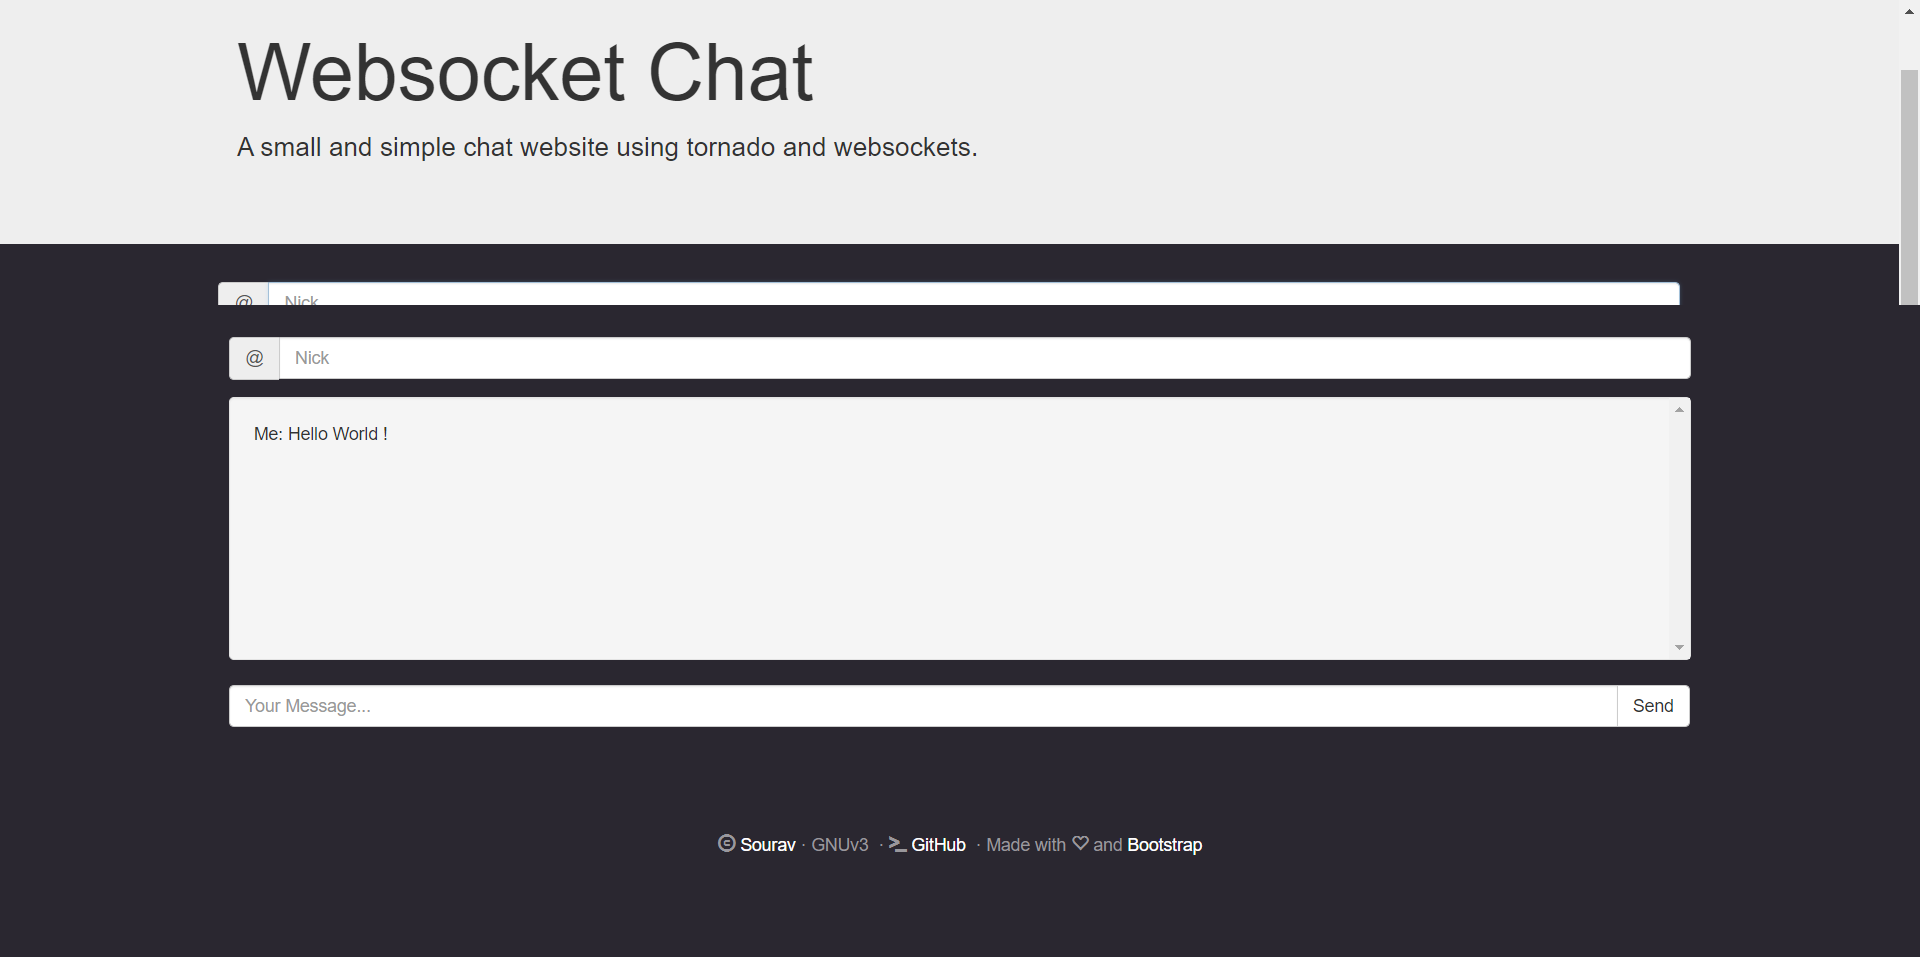 Websocket Chat
A small and simple chat website using tornado and websockets.
@ Nick
@ Nick
Me: Hello World !
Your Message... Send
© Sourav · GNUv3 · >_ GitHub · Made with ♡ and Bootstrap